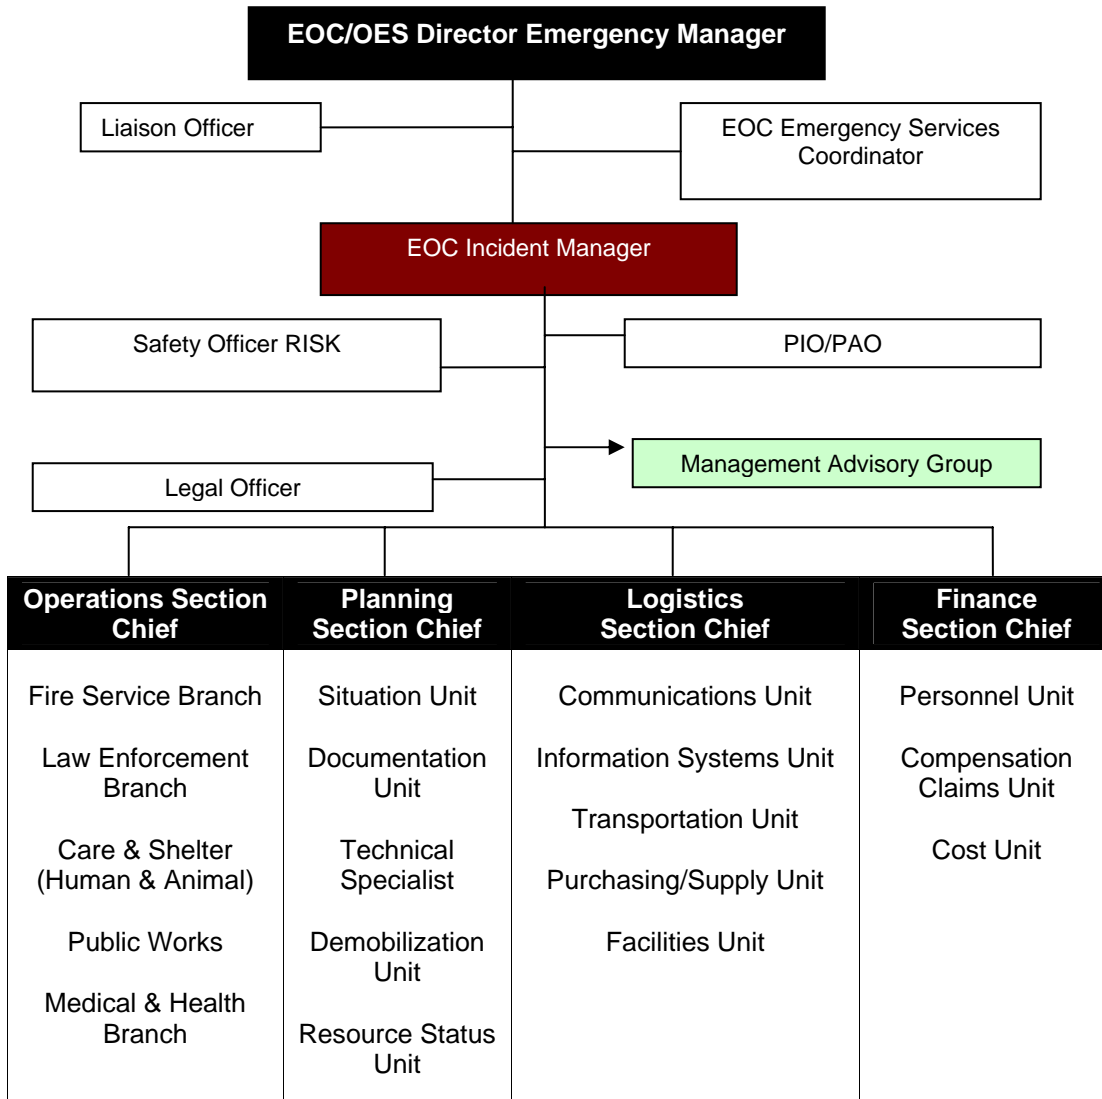 EOC/OES Director Emergency Manager
Liaison Officer
EOC Emergency Services
Coordinator
EOC Incident Manager
Safety Officer RISK
PIO/PAO
Management Advisory Group
Legal Officer
Operations Section
Chief
Fire Service Branch
Law Enforcement
Branch
Care & Shelter
(Human & Animal)
Public Works
Medical & Health
Branch
Planning
Section Chief
Situation Unit
Documentation
Unit
Technical
Specialist
Demobilization
Unit
Resource Status
Unit
Logistics
Section Chief
Communications Unit
Information Systems Unit
Transportation Unit
Purchasing/Supply Unit
Facilities Unit
Finance
Section Chief
Personnel Unit
Compensation
Claims Unit
Cost Unit